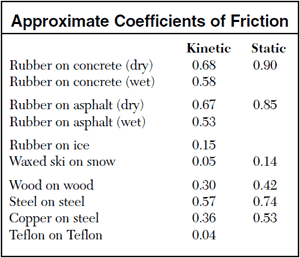 Approximate Coefficients of Friction
Kinetic Static
Rubber on concrete (dry) 0.68 0.90
Rubber on concrete (wet) 0.58
Rubber on asphalt (dry) 0.67 0.85
Rubber on asphalt (wet) 0.53
Rubber on ice 0.15
Waxed ski on snow 0.05 0.14
Wood on wood 0.30 0.42
Steel on steel 0.57 0.74
Copper on steel 0.36 0.53
Teflon on Teflon 0.04